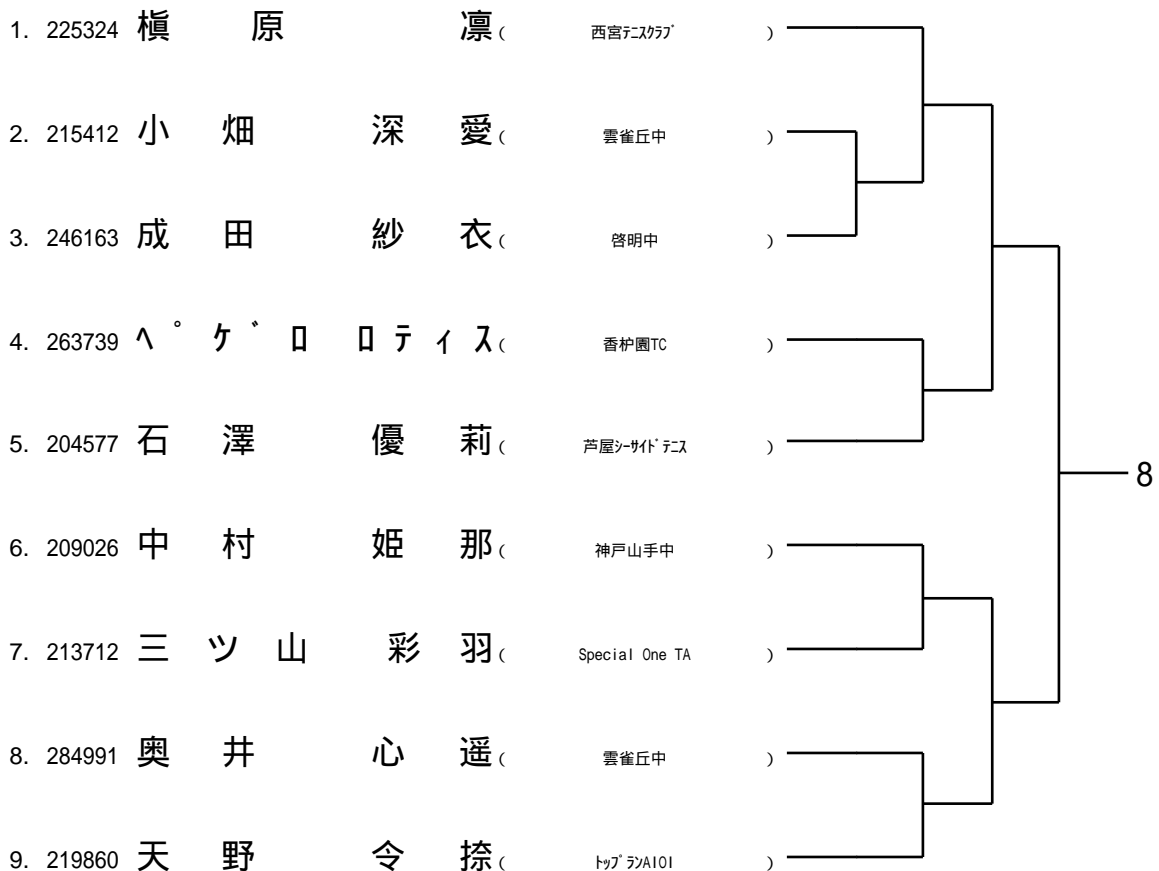 1. 225324 槇原 凛 ( 西宮ﾃﾆｽｸﾗﾌﾞ )
2. 215412 小畑 深愛 ( 雲雀丘中 )
3. 246163 成田 紗衣 ( 啓明中 )
4. 263739 ﾍﾟｹﾞロ ロティス ( 香枦園TC )
5. 204577 石澤 優莉 ( 芦屋ｼｰｻｲﾄﾞﾃﾆｽ )
8
6. 209026 中村 姫那 ( 神戸山手中 )
7. 213712 三ツ山 彩羽 ( Special One TA )
8. 284991 奥井 心遥 ( 雲雀丘中 )
9. 219860 天野 令捺 ( ﾄｯﾌﾟﾗﾝAIOI )